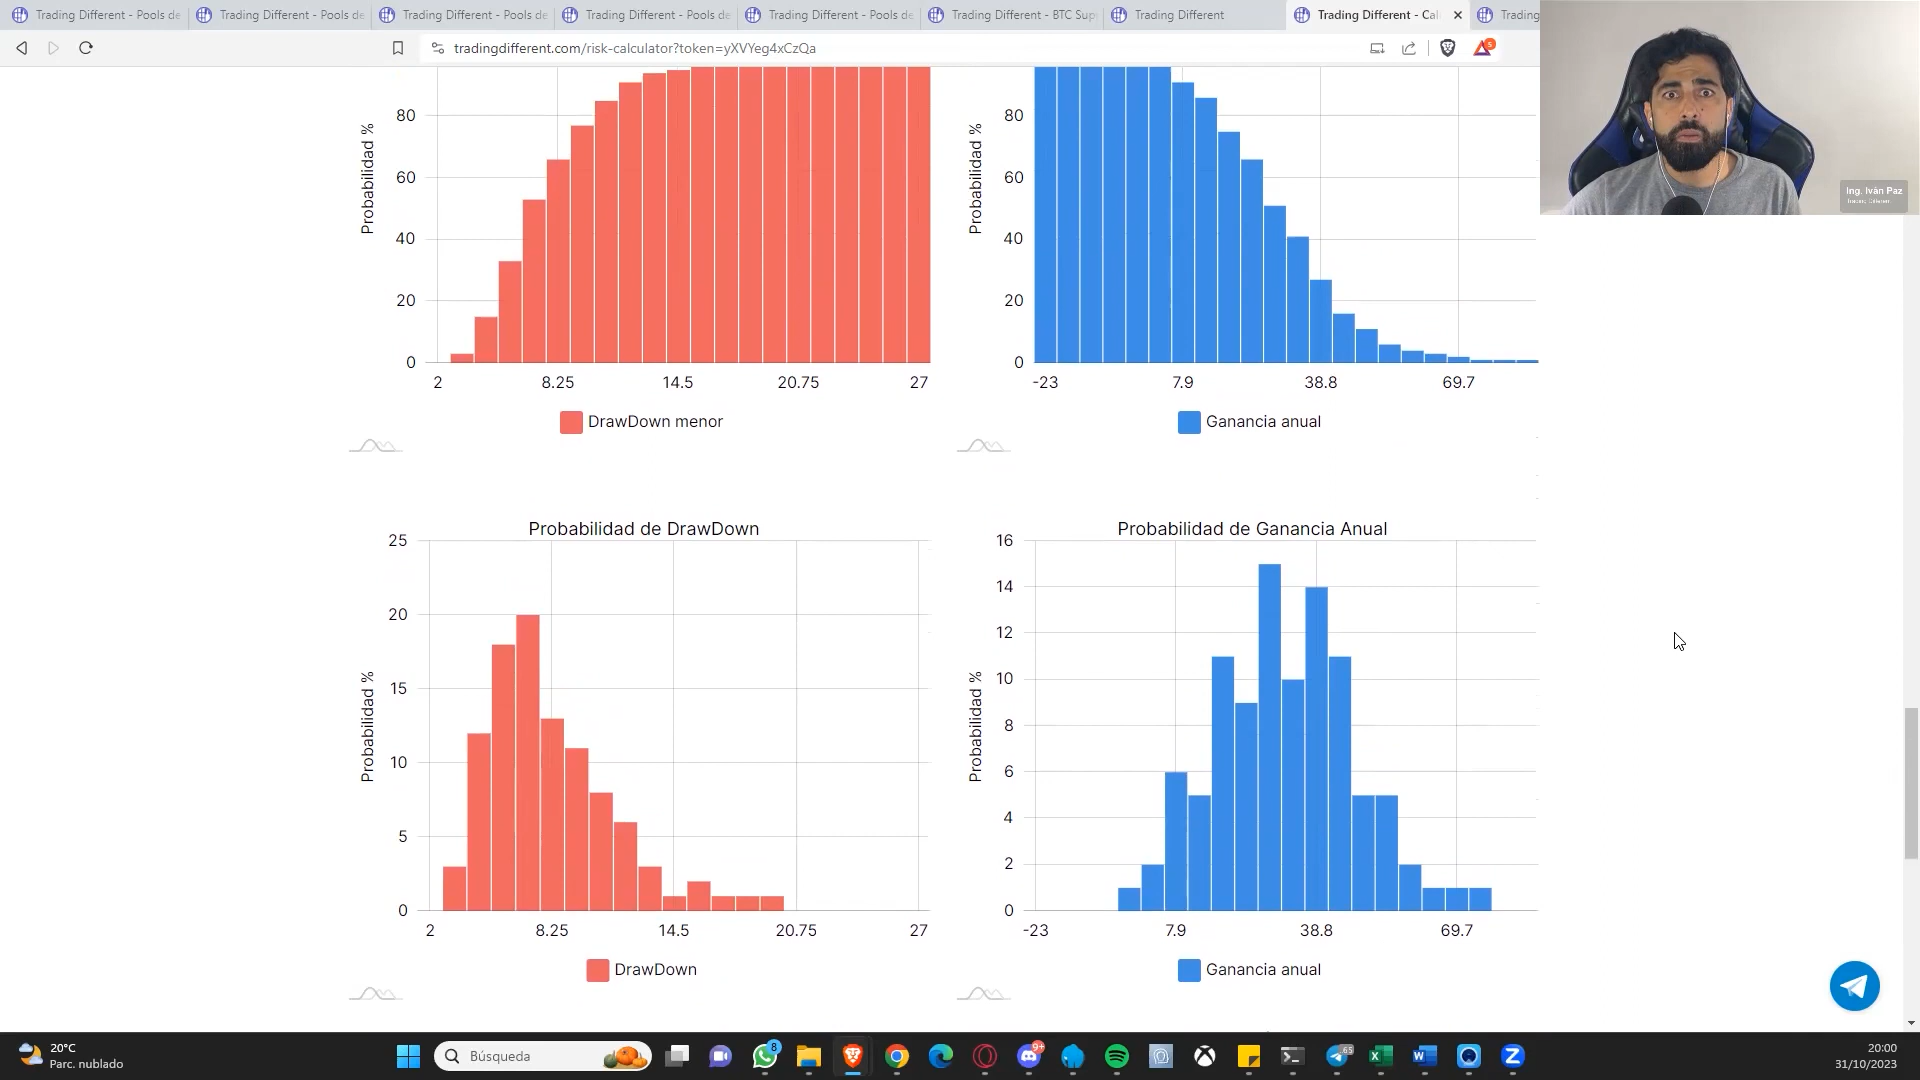 Trading Different - Pools de
Trading Different - Pools de
Trading Different - Pools de
Trading Different - Pools de
Trading Different - Pools de
Trading Different - BTC Sup
Trading Different
Trading Different - Cal
Trading
tradingdifferent.com/risk-calculator?token=yXVYeg4xCzQa
5
Ing. Iván Paz
Probabilidad %
80
60
40
20
0
2
8.25
14.5
20.75
27
DrawDown menor
Probabilidad %
80
60
40
20
0
-23
7.9
38.8
69.7
Ganancia anual
Probabilidad de DrawDown
Probabilidad %
25
20
15
10
5
0
2
8.25
14.5
20.75
27
DrawDown
Probabilidad de Ganancia Anual
Probabilidad %
16
14
12
10
8
6
4
2
0
-23
7.9
38.8
69.7
Ganancia anual
20°C
Parc. nublado
Búsqueda
8
9+
65
20:00
31/10/2023